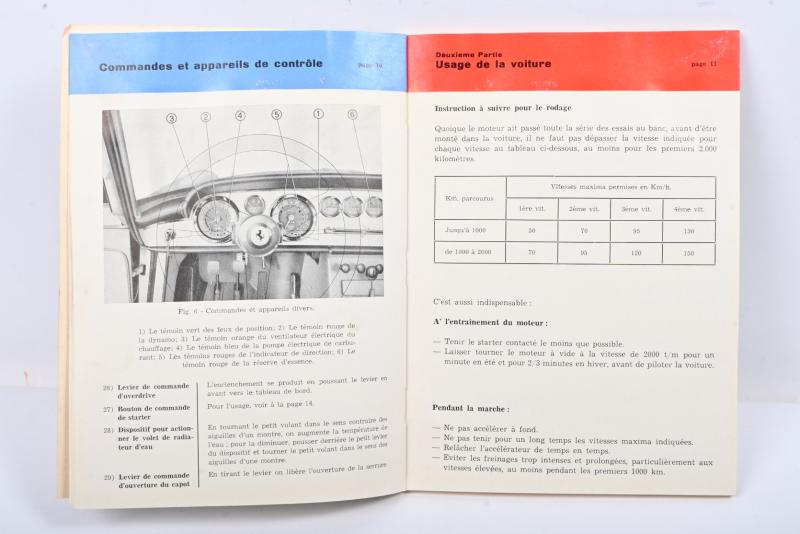 Commandes et appareils de contrôle
page 10
3 2 4 5 1 6
Fig. 6 - Commandes et appareils divers.
1) Le témoin vert des feux de position; 2) Le témoin rouge de
la dynamo; 3) Le témoin orange du ventilateur électrique du
chauffage; 4) Le témoin bleu de la pompe électrique de carbu-
rant; 5) Les témoins rouges de l'indicateur de direction; 6) Le
témoin rouge de la réserve d'essence.
26) Levier de commande
d'overdrive
L'enclenchement se produit en poussant le levier en
avant vers le tableau de bord.
27) Bouton de commande
de starter
Pour l'usage, voir à la page 14.
28) Dispositif pour action-
ner le volet de radia-
teur d'eau
En tournant le petit volant dans le sens contraire des
aiguilles d'un montre, on augmente la température de
l'eau; pour la diminuer, pousser derrière le petit levier
du dispositif et tourner le petit volant dans le sens des
aiguilles d'une montre.
29) Levier de commande
d'ouverture du capot
En tirant le levier on libère l'ouverture de la serrure
Deuxieme Partie
Usage de la voiture
page 11
Instruction à suivre pour le rodage
Quoique le moteur ait passé toute la série des essais au banc, avant d'être
monté dans la voiture, il ne faut pas dépasser la vitesse indiquée pour
chaque vitesse au tableau ci-dessous, au moins pour les premiers 2.000
kilomètres.
Km. parcourus
Vitesses maxima permises en Km/h.
1ère vit. 2ème vit. 3ème vit. 4ème vit.
Jusqu'à 1000 50 70 95 130
de 1000 à 2000 70 95 120 150
C'est aussi indispensable :
A' l'entraînement du moteur :
— Tenir le starter contacté le moins que possible.
— Laisser tourner le moteur à vide à la vitesse de 2000 t/m pour un
minute en été et pour 2/3 minutes en hiver, avant de piloter la voiture.
Pendant la marche :
— Ne pas accélérer à fond.
— Ne pas tenir pour un long temps les vitesses maxima indiquées.
— Relâcher l'accélérateur de temps en temps.
— Eviter les freinages trop intenses et prolongées, particulièrement aux
vitesses élevées, au moins pendant les premiers 1000 km.